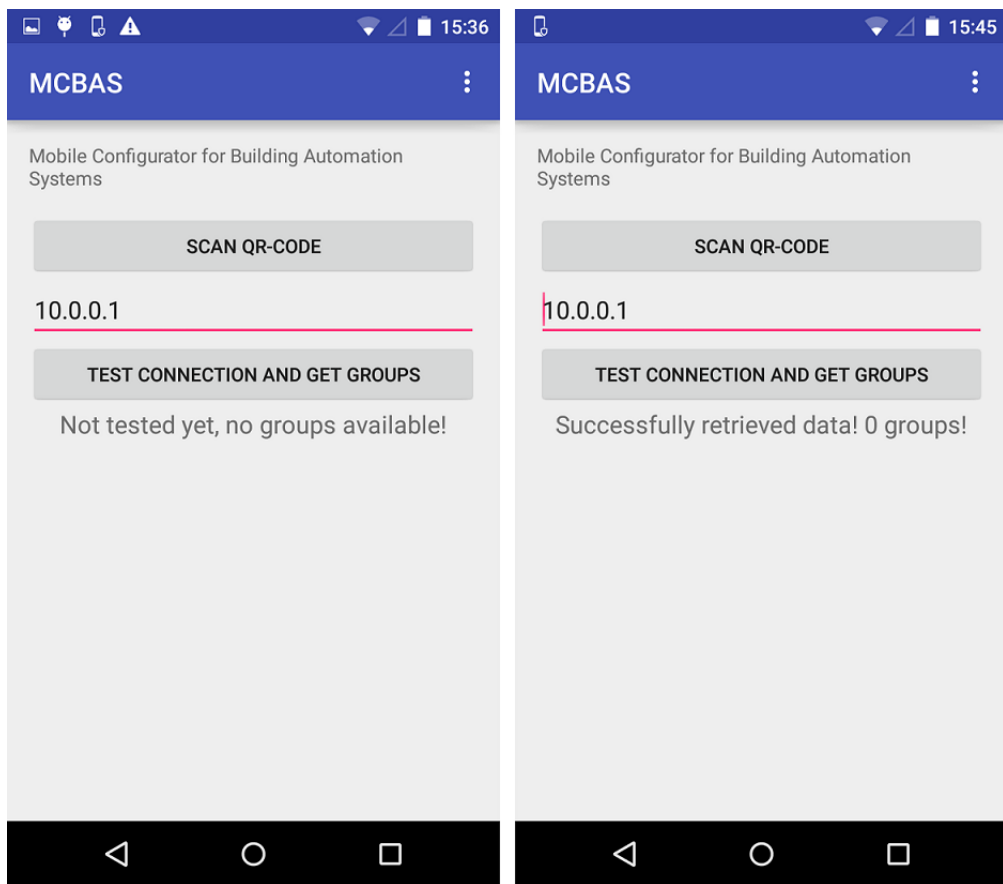 15:36
MCBAS
Mobile Configurator for Building Automation
Systems
SCAN QR-CODE
10.0.0.1
TEST CONNECTION AND GET GROUPS
Not tested yet, no groups available!
15:45
MCBAS
Mobile Configurator for Building Automation
Systems
SCAN QR-CODE
10.0.0.1
TEST CONNECTION AND GET GROUPS
Successfully retrieved data! 0 groups!